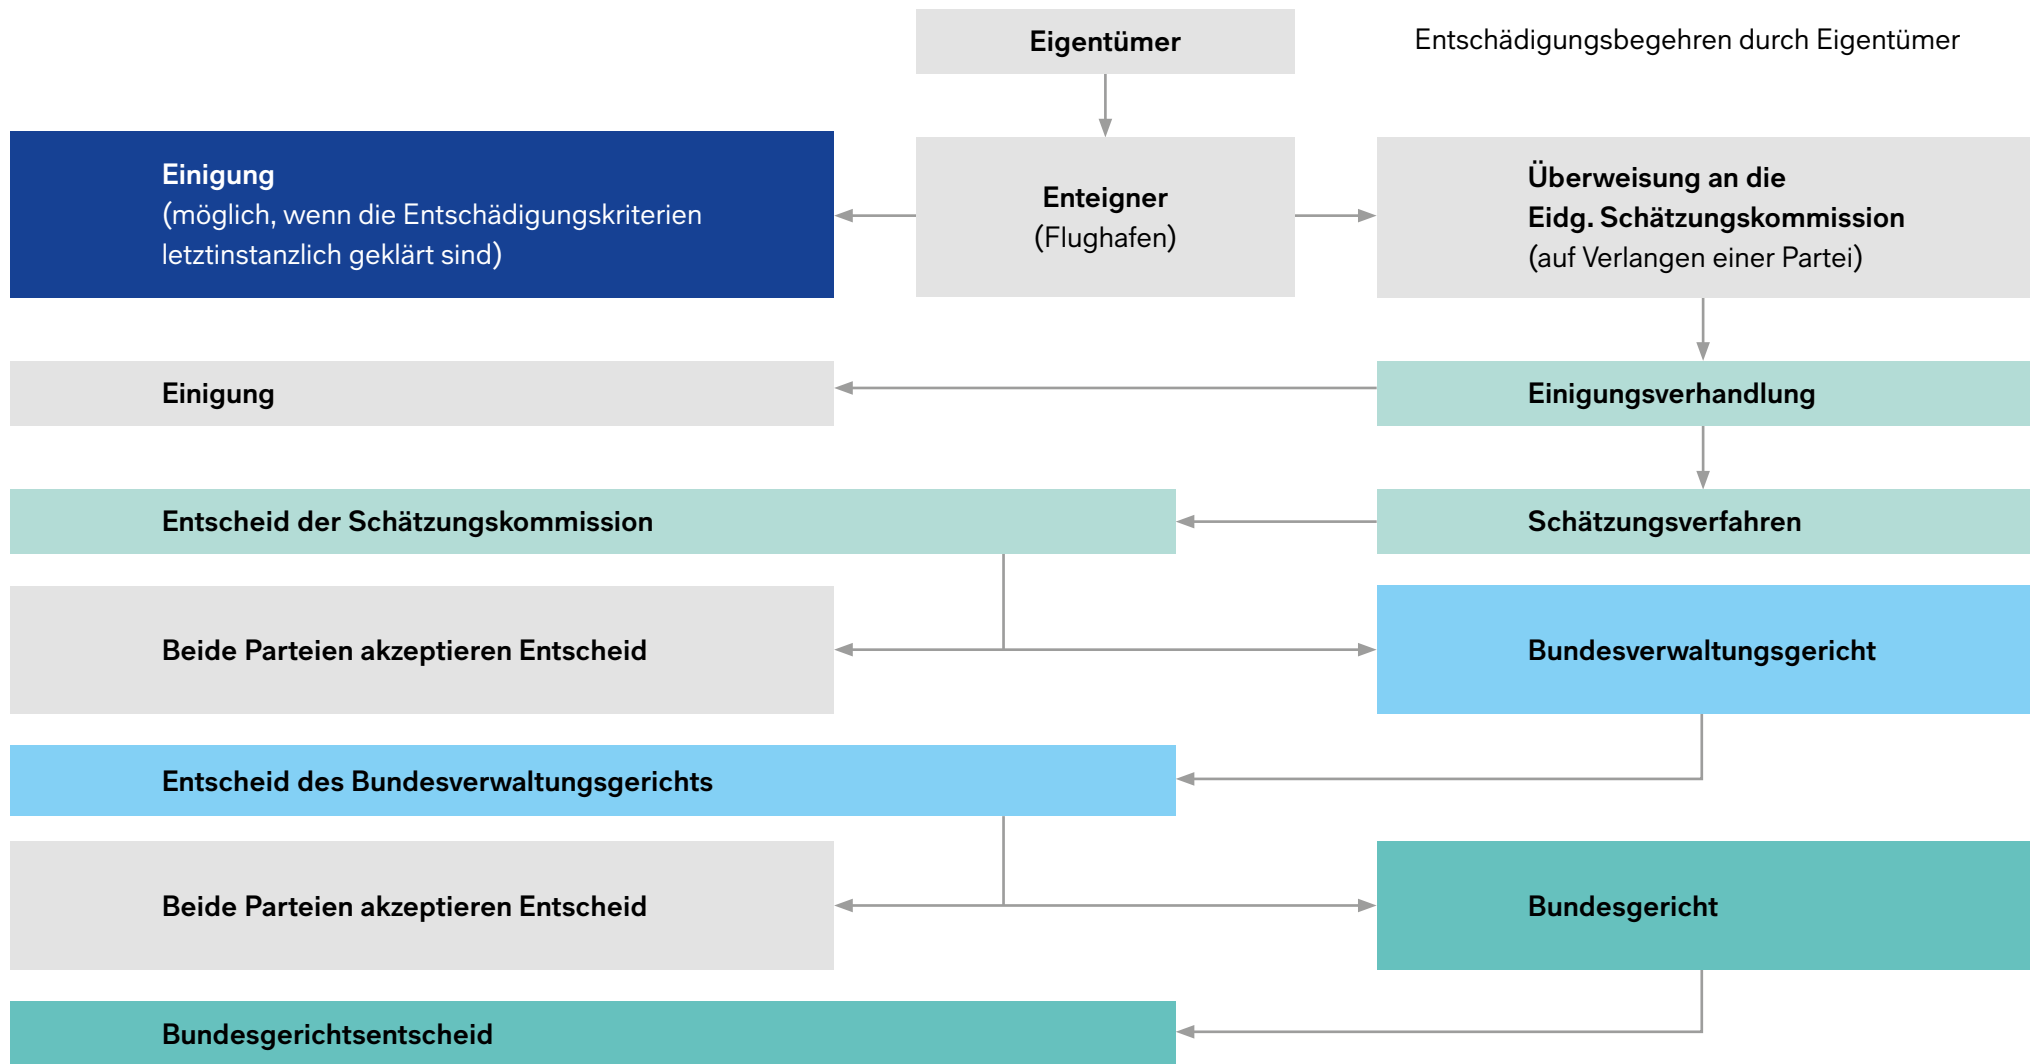 Eigentümer
Entschädigungsbegehren durch Eigentümer
Einigung
(möglich, wenn die Entschädigungskriterien
letztinstanzlich geklärt sind)
Enteigner
(Flughafen)
Überweisung an die
Eidg. Schätzungskommission
(auf Verlangen einer Partei)
Einigung
Einigungsverhandlung
Entscheid der Schätzungskommission
Schätzungsverfahren
Beide Parteien akzeptieren Entscheid
Bundesverwaltungsgericht
Entscheid des Bundesverwaltungsgerichts
Beide Parteien akzeptieren Entscheid
Bundesgericht
Bundesgerichtsentscheid